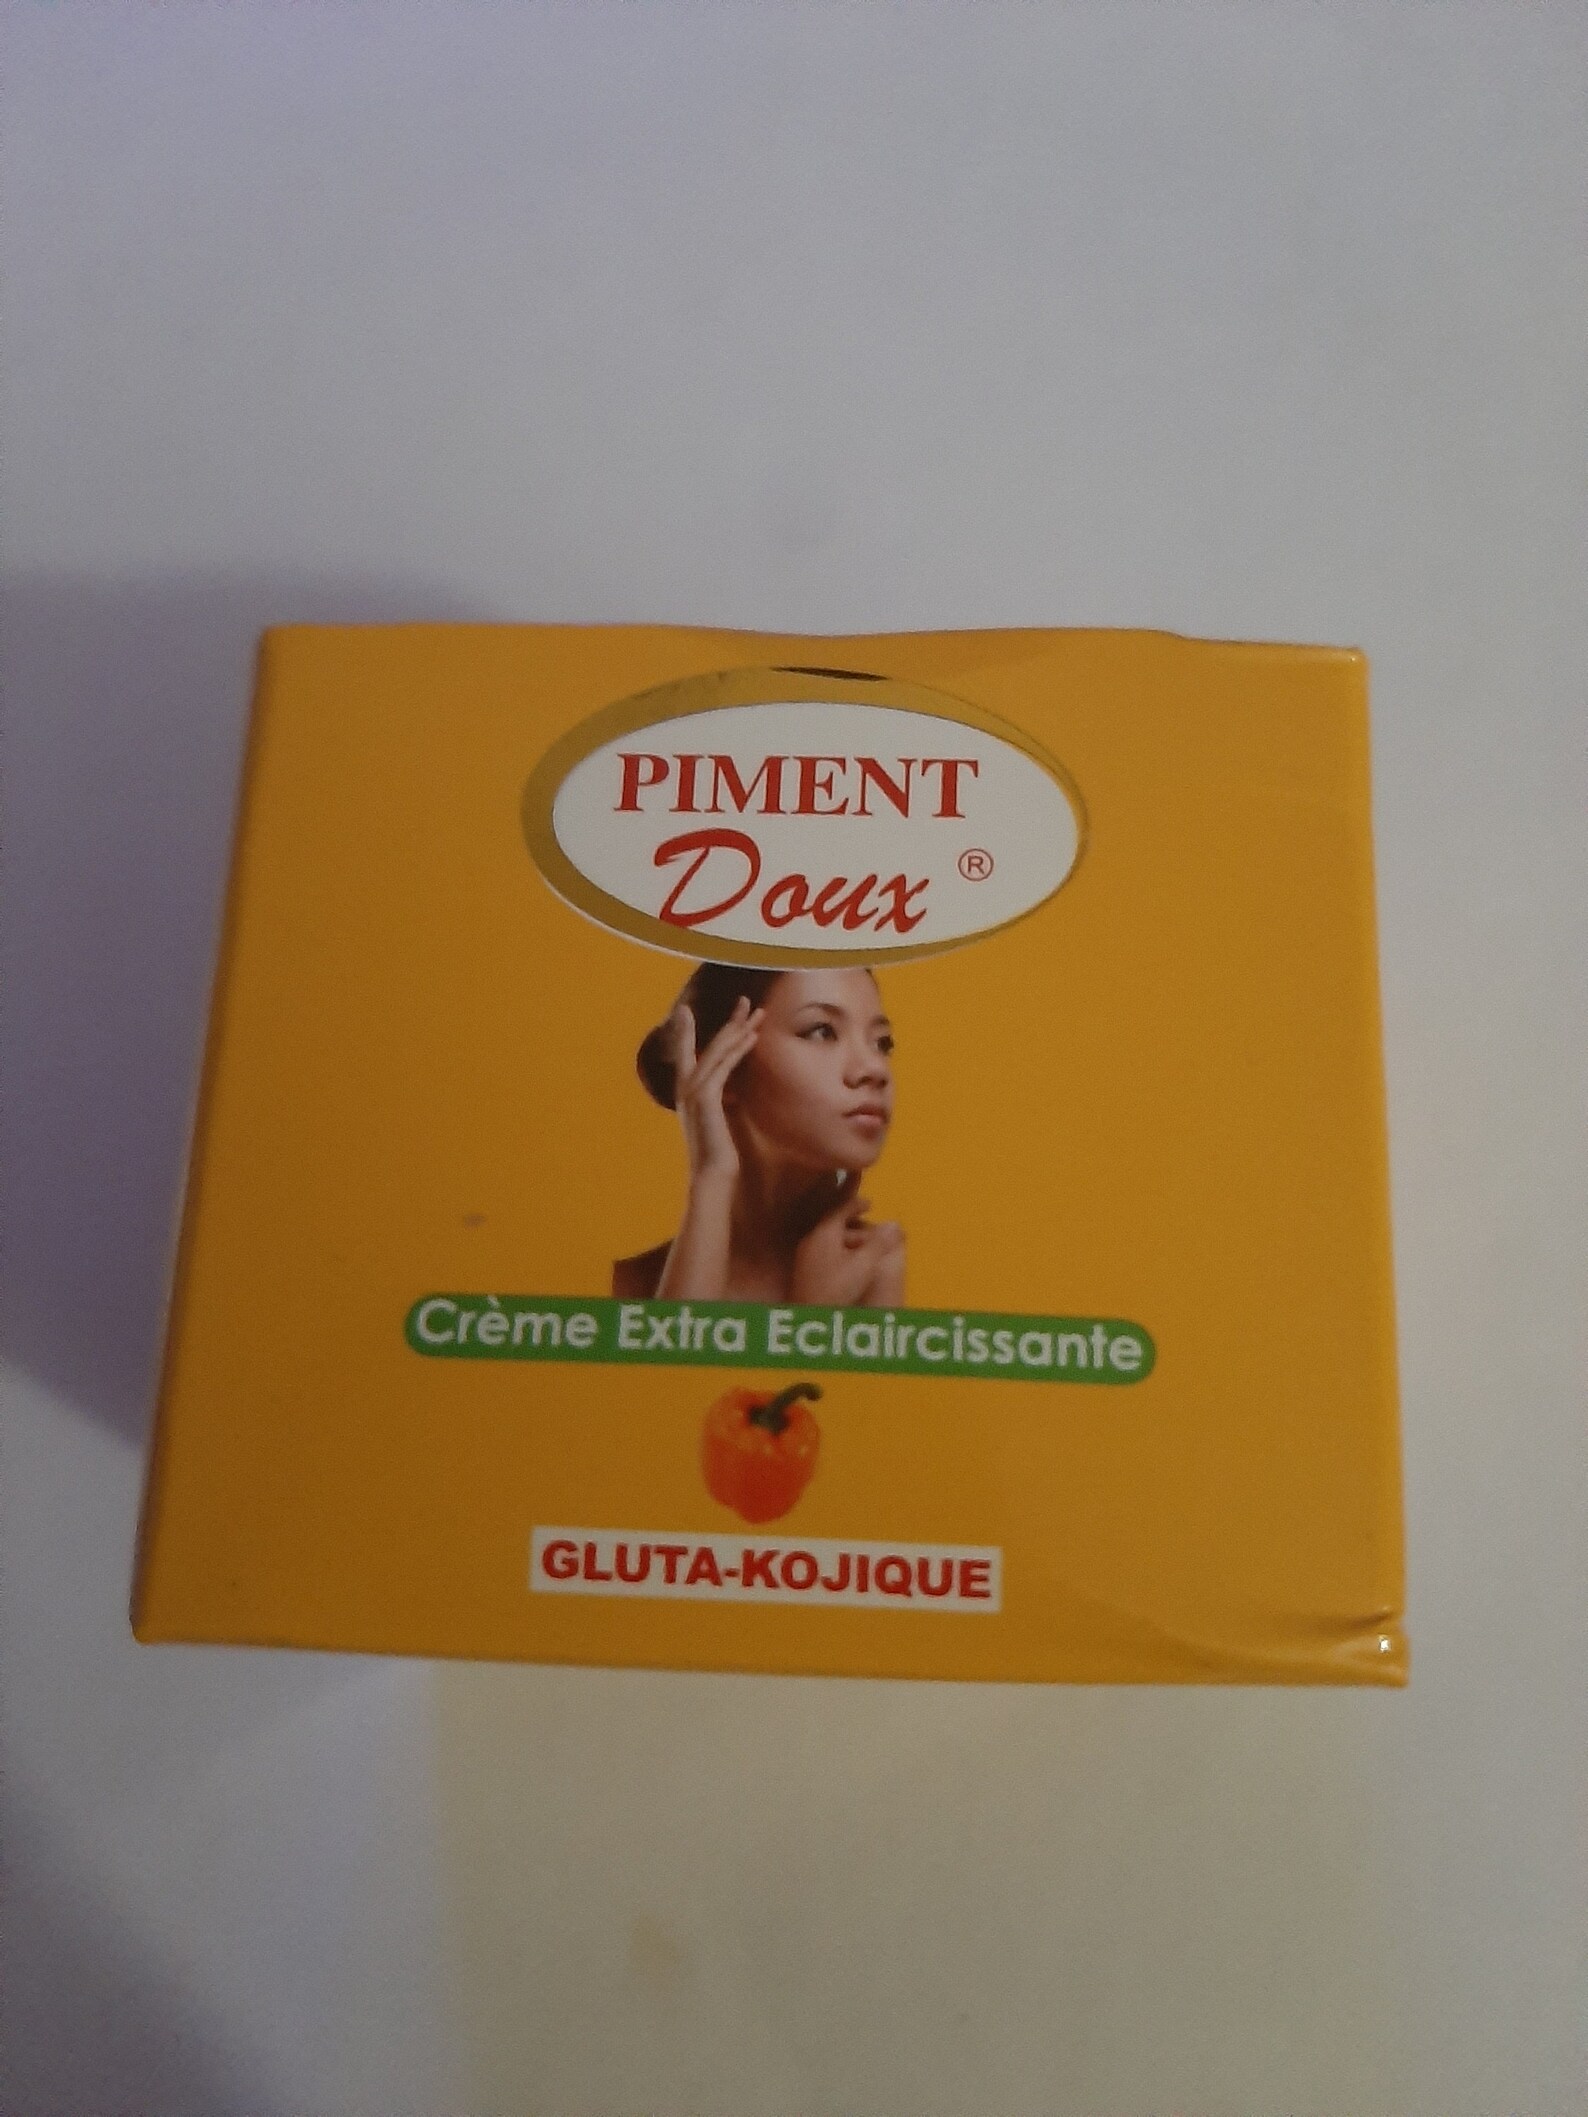 PIMENT
Doux ®
Crème Extra Eclaircissante
GLUTA-KOJIQUE